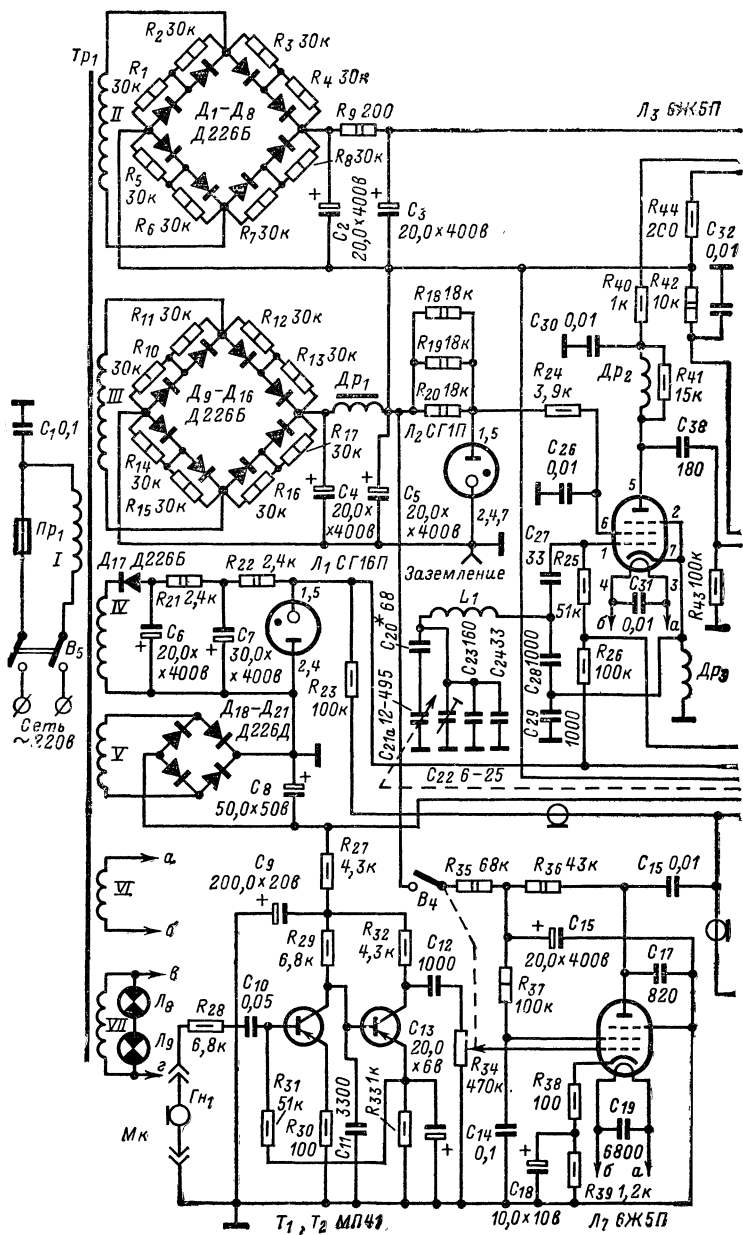 Тр₁
R₂ 30к
R₃ 30к
R₁
30к
R₄ 30к
II
Д₁–Д₈
Д226Б
R₉ 200
Л₃ 6Ж5П
R₅
30к
R₈ 30к
R₆ 30к
R₇ 30к
+
C₂
20,0×400в
+
C₃
20,0×400в
R₄₄
200
C₃₂
0,01
R₄₀
1к
R₄₂
10к
R₁₈ 18к
R₁₁ 30к
R₁₂ 30к
30к
R₁₀
R₁₃ 30к
C₃₀ 0,01
R₁₉ 18к
Др₁
R₂₄
3,9к
Др₂
R₄₁
15к
III
Д₉–Д₁₆
Д226Б
R₂₀ 18к
Л₂ СГ1П
C₁ 0,1
R₁₇
30к
1,5
C₂₆
0,01
C₃₈
180
R₁₄
30к
R₁₅ 30к
R₁₆
30к
+
C₄
20,0×
×400в
+
C₅
20,0×
×400в
2,4,7
5
6
2
1
7
4
3
Пр₁
I
Д₁₇ Д226Б
R₂₂ 2,4к
Л₁ СГ16П
Заземление
C₂₇
33
R₂₅
51к
C₃₁
0,01
б
а
R₄₃ 100к
R₂₁ 2,4к
1,5
IV
+
C₆
20,0×
×400в
+
C₇
30,0×
×400в
2,4
L₁
C₂₀ * 68
C₂₃ 160
C₂₄ 33
C₂₈ 1000
R₂₆
100к
Др₃
В₅
R₂₃
100к
C₂₁ₐ 12–495
C₂₉
1000
Сеть
~220в
Д₁₈–Д₂₁
Д226Д
V
C₈
50,0×50в
+
C₂₂ 6–25
R₂₇
4,3к
C₉
200,0×20в
+
VI
а
б
В₄
R₃₅ 68к
R₃₆ 43к
C₁₅ 0,01
R₂₉
6,8к
R₃₂
4,3к
C₁₂
1000
+
C₁₅
20,0×400в
C₁₇
820
R₃₇
100к
в
Л₈
VII
Л₉
г
R₂₈
6,8к
C₁₀
0,05
C₁₃
20,0
×6в
R₃₄
470к
R₃₈
100
Гн₁
Мк
R₃₁
51к
R₃₀
100
C₁₁
3300
R₃₃ 1к
+
C₁₄
0,1
C₁₉
6800
б
а
+
C₁₈
10,0×10в
R₃₉ 1,2к
Т₁, Т₂ МП41
Л₇ 6Ж5П